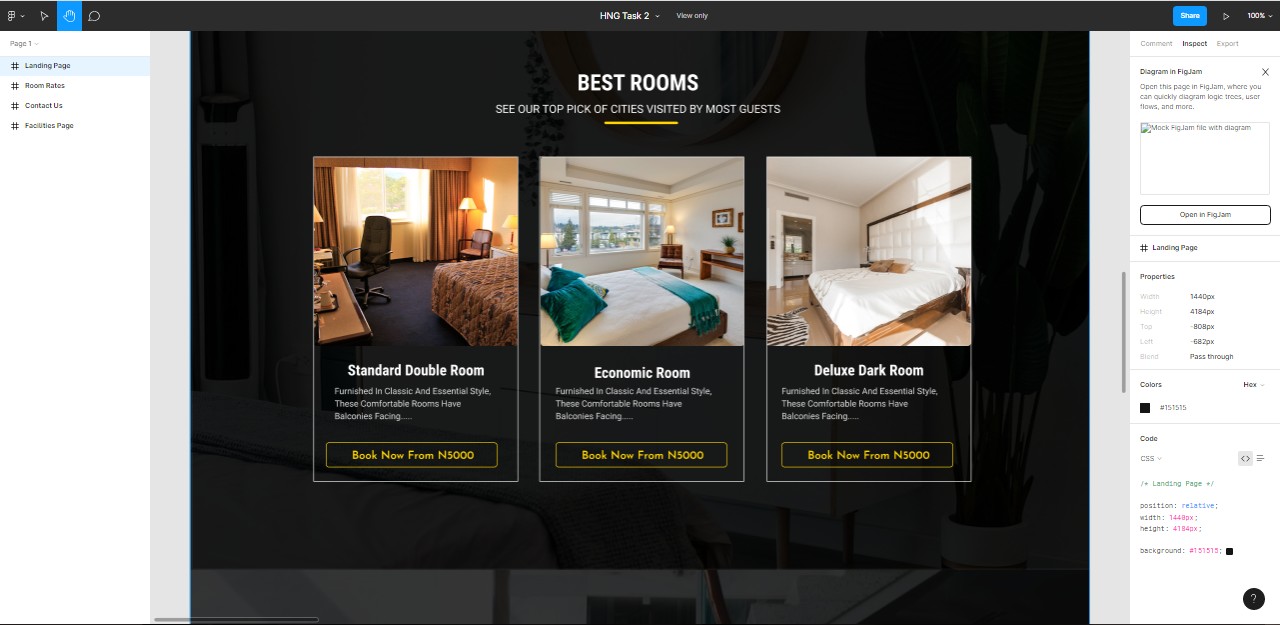 HNG Task 2
View only
Share
100%
Page 1
Landing Page
Room Rates
Contact Us
Facilities Page
BEST ROOMS
SEE OUR TOP PICK OF CITIES VISITED BY MOST GUESTS
Standard Double Room
Furnished In Classic And Essential Style,
These Comfortable Rooms Have
Balconies Facing.....
Book Now From N5000
Economic Room
Furnished In Classic And Essential Style,
These Comfortable Rooms Have
Balconies Facing.....
Book Now From N5000
Deluxe Dark Room
Furnished In Classic And Essential Style,
These Comfortable Rooms Have
Balconies Facing.....
Book Now From N5000
Comment Inspect Export
Diagram in FigJam
Open this page in FigJam, where you
can quickly diagram logic trees, user
flows, and more.
Mock FigJam file with diagram
Open in FigJam
Landing Page
Properties
Width 1440px
Height 4184px
Top -808px
Left -682px
Blend Pass through
Colors Hex
#151515
Code
CSS
/* Landing Page */
position: relative;
width: 1440px;
height: 4184px;
background: #151515;
?